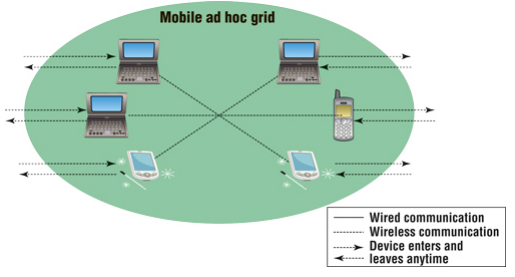 Mobile ad hoc grid
Wired communication
Wireless communication
Device enters and
leaves anytime